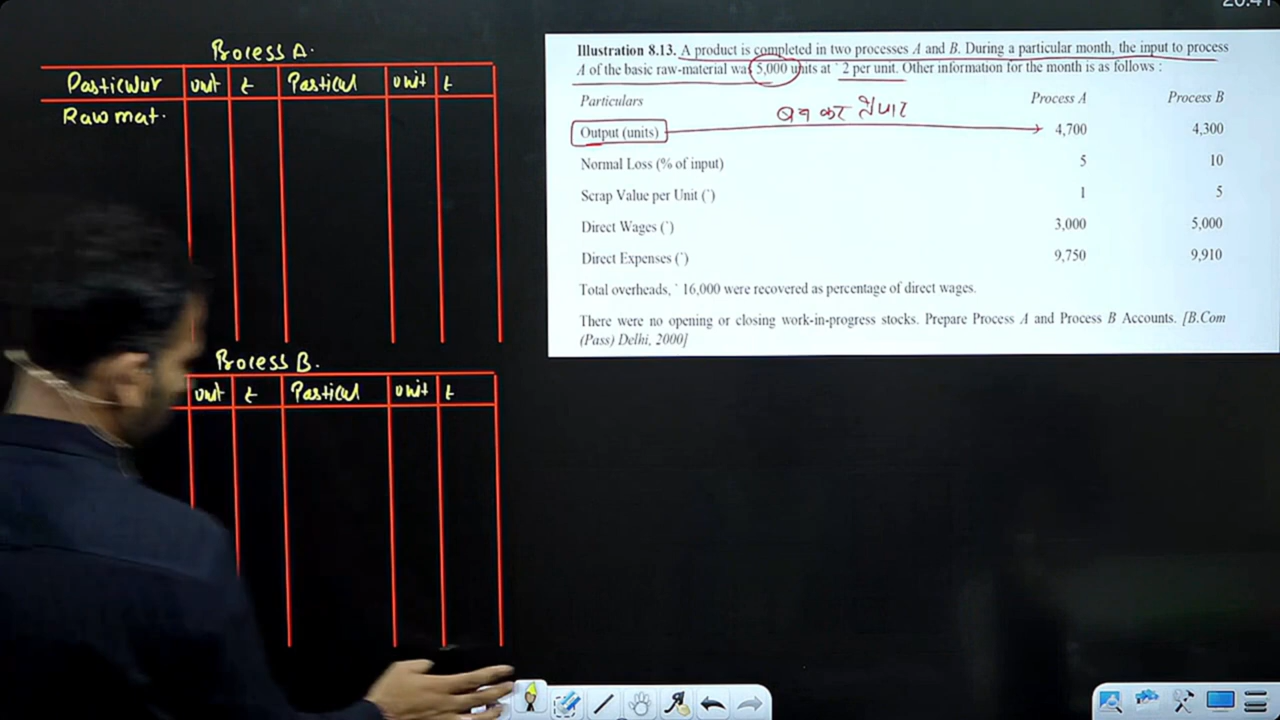 Process A.
Particular unit ₹ Particul unit ₹
Raw mat.
Process B.
unit ₹ Particul unit ₹
Illustration 8.13. A product is completed in two processes A and B. During a particular month, the input to process
A of the basic raw-material was 5,000 units at ` 2 per unit. Other information for the month is as follows :
Particulars Process A Process B
बन कर तैयार
Output (units) 4,700 4,300
Normal Loss (% of input) 5 10
Scrap Value per Unit (`) 1 5
Direct Wages (`) 3,000 5,000
Direct Expenses (`) 9,750 9,910
Total overheads, ` 16,000 were recovered as percentage of direct wages.
There were no opening or closing work-in-progress stocks. Prepare Process A and Process B Accounts. [B.Com
(Pass) Delhi, 2000]